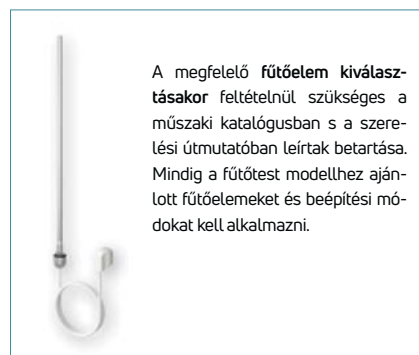 A megfelelő fűtőelem kiválasz-
tásakor feltételnül szükséges a
műszaki katalógusban s a szere-
lési útmutatóban leírtak betartása.
Mindig a fűtőtest modellhez aján-
lott fűtőelemeket és beépítési mó-
dokat kell alkalmazni.